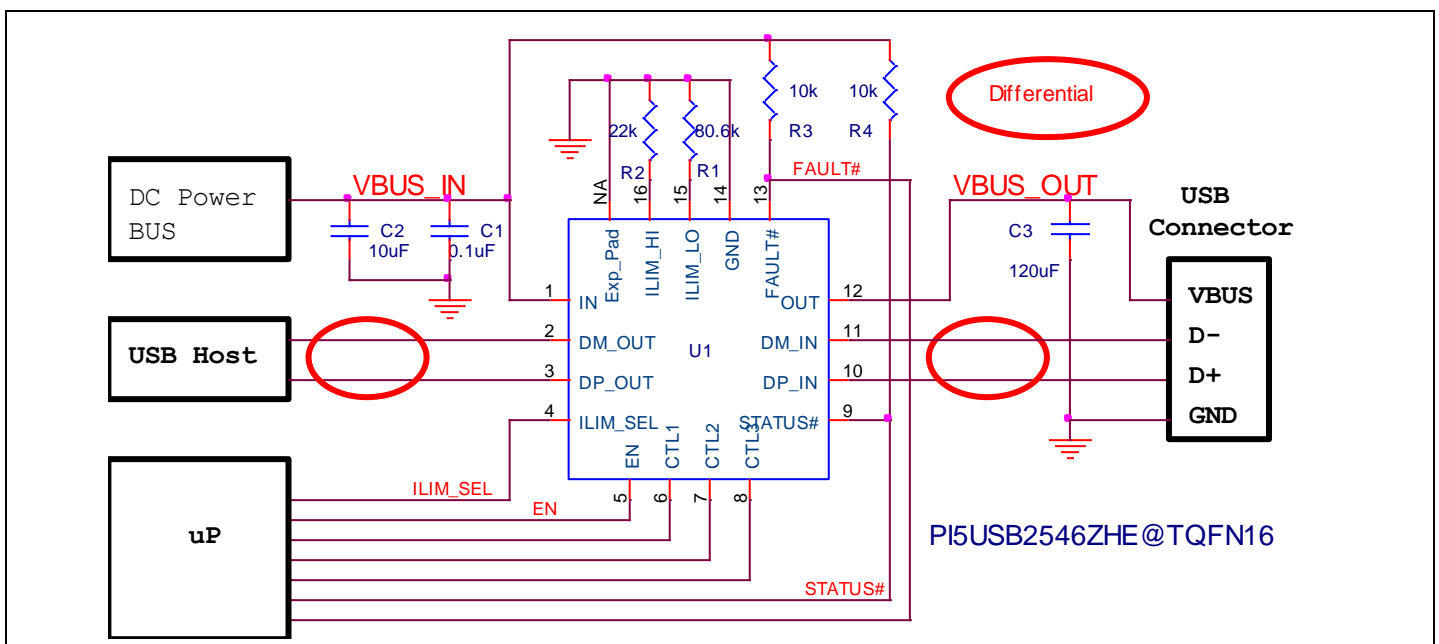 10k
10k
Differential
22k
80.6k
R3
R4
R2
R1
FAULT#
DC Power
BUS
VBUS_IN
VBUS_OUT
USB
Connector
NA
16
15
14
13
C2
C1
10uF
0.1uF
C3
120uF
Exp_Pad
ILIM_HI
ILIM_LO
GND
FAULT#
1
IN
OUT
12
VBUS
USB Host
2
DM_OUT
U1
DM_IN
11
D-
3
DP_OUT
DP_IN
10
D+
4
ILIM_SEL
STATUS#
9
GND
EN
CTL1
CTL2
CTL3
5
6
7
8
ILIM_SEL
EN
uP
PI5USB2546ZHE@TQFN16
STATUS#